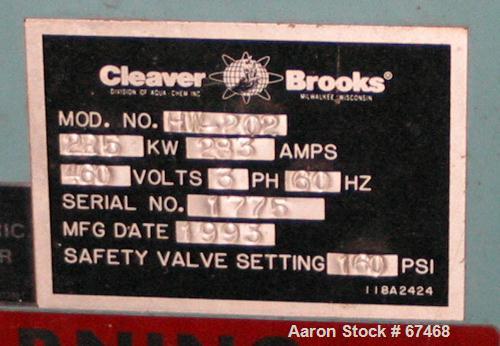 Cleaver Brooks®
DIVISION OF AQUA-CHEM INC MILWAUKEE, WISCONSIN
MOD. NO. HW-202
KW 283 AMPS
460 VOLTS 3 PH 60 HZ
SERIAL NO. 1775
MFG DATE 1993
SAFETY VALVE SETTING 160 PSI
118A2424
Aaron Stock # 67468